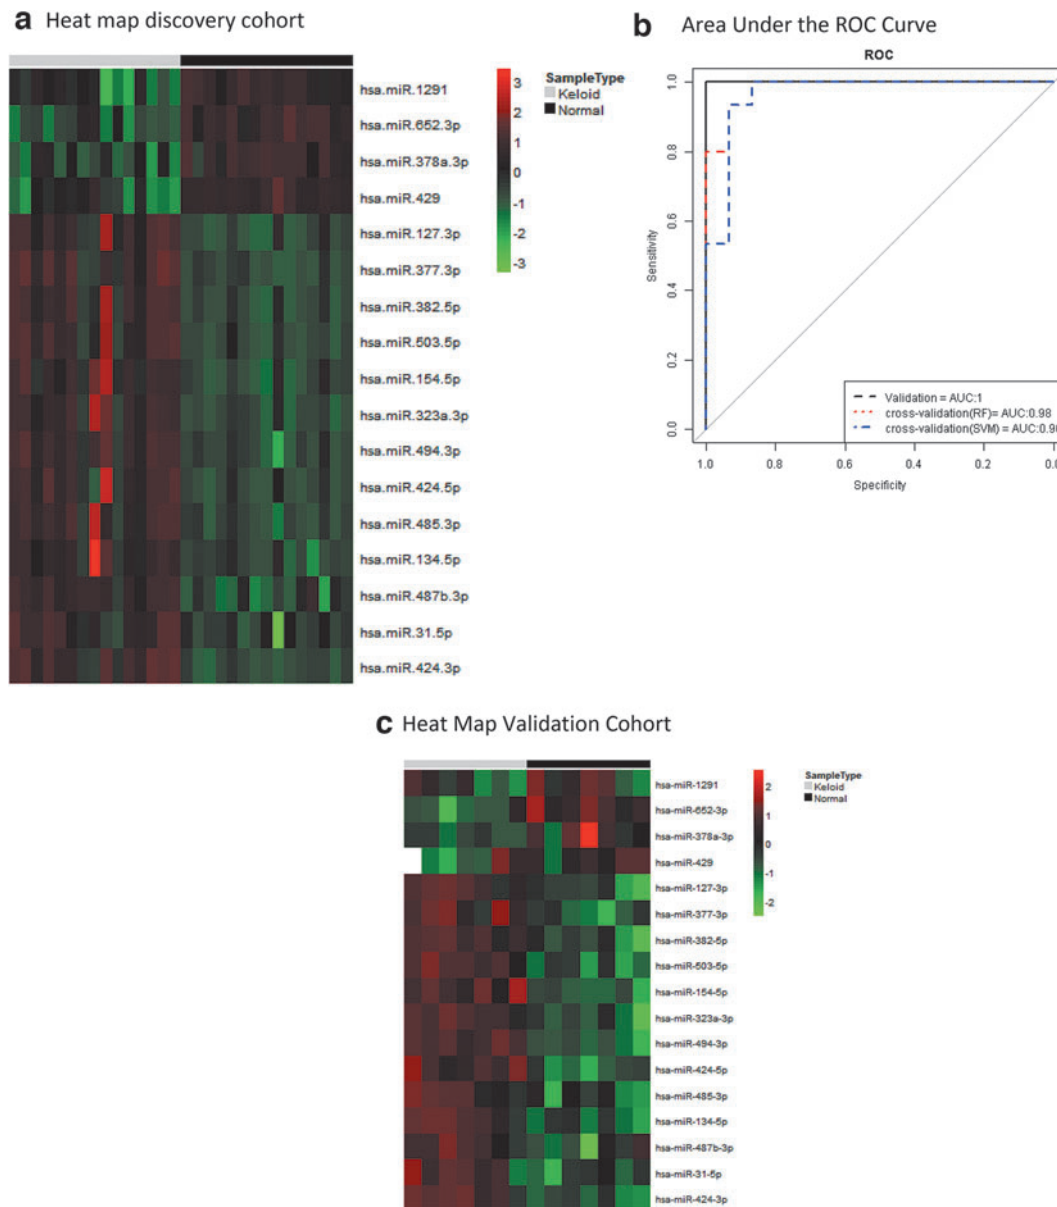 a Heat map discovery cohort
SampleType
Keloid
Normal
3
2
1
0
-1
-2
-3
hsa.miR.1291
hsa.miR.652.3p
hsa.miR.378a.3p
hsa.miR.429
hsa.miR.127.3p
hsa.miR.377.3p
hsa.miR.382.5p
hsa.miR.503.5p
hsa.miR.154.5p
hsa.miR.323a.3p
hsa.miR.494.3p
hsa.miR.424.5p
hsa.miR.485.3p
hsa.miR.134.5p
hsa.miR.487b.3p
hsa.miR.31.5p
hsa.miR.424.3p
b Area Under the ROC Curve
ROC
Sensitivity
1.0
0.8
0.6
0.4
0.2
0.0
Validation = AUC:1
cross-validation(RF)= AUC:0.98
cross-validation(SVM) = AUC:0.9
1.0 0.8 0.6 0.4 0.2 0.0
Specificity
c Heat Map Validation Cohort
SampleType
Keloid
Normal
2
1
0
-1
-2
hsa-miR-1291
hsa-miR-652-3p
hsa-miR-378a-3p
hsa-miR-429
hsa-miR-127-3p
hsa-miR-377-3p
hsa-miR-382-5p
hsa-miR-503-5p
hsa-miR-154-5p
hsa-miR-323a-3p
hsa-miR-494-3p
hsa-miR-424-5p
hsa-miR-485-3p
hsa-miR-134-5p
hsa-miR-487b-3p
hsa-miR-31-5p
hsa-miR-424-3p